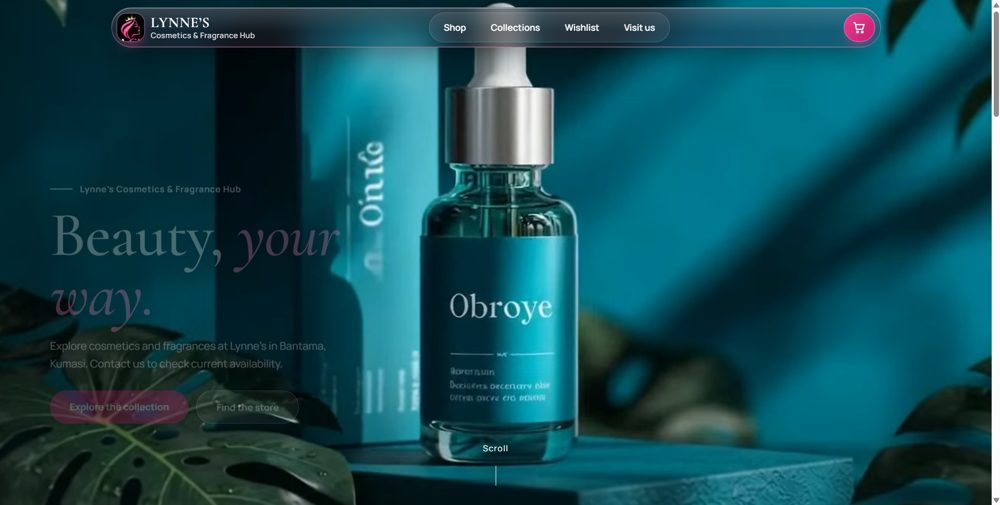 LYNNE'S
Cosmetics & Fragrance Hub
Shop
Collections
Wishlist
Visit us
Lynne's Cosmetics & Fragrance Hub
Beauty, your
way.
Explore cosmetics and fragrances at Lynne's in Bantama,
Kumasi. Contact us to check current availability.
Explore the collection
Find the store
Obroye
Scroll